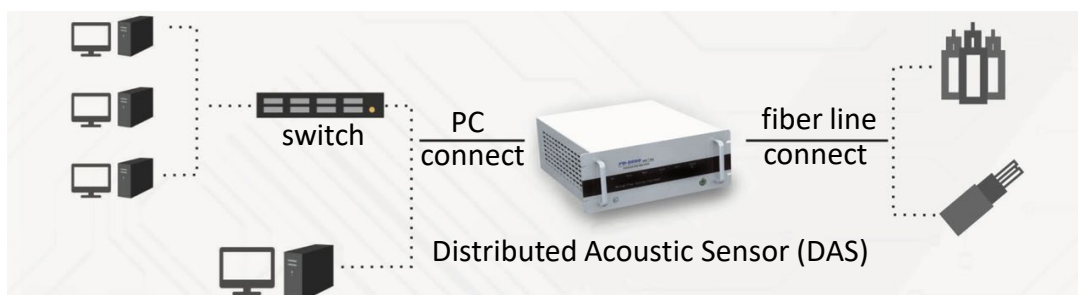 switch
PC
connect
fiber line
connect
Distributed Acoustic Sensor (DAS)